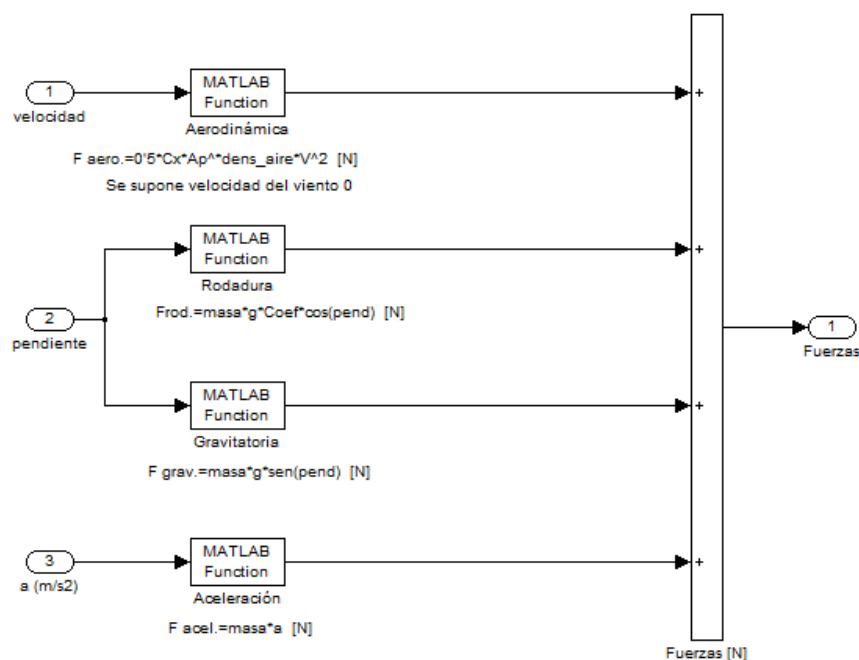 1
velocidad
MATLAB
Function
Aerodinámica
+
F aero.=0'5*Cx*Ap^*dens_aire*V^2 [N]
Se supone velocidad del viento 0
MATLAB
Function
Rodadura
+
Frod.=masa*g*Coef*cos(pend) [N]
2
pendiente
1
Fuerzas
MATLAB
Function
Gravitatoria
+
F grav.=masa*g*sen(pend) [N]
3
a (m/s2)
MATLAB
Function
Aceleración
+
F acel.=masa*a [N]
Fuerzas [N]